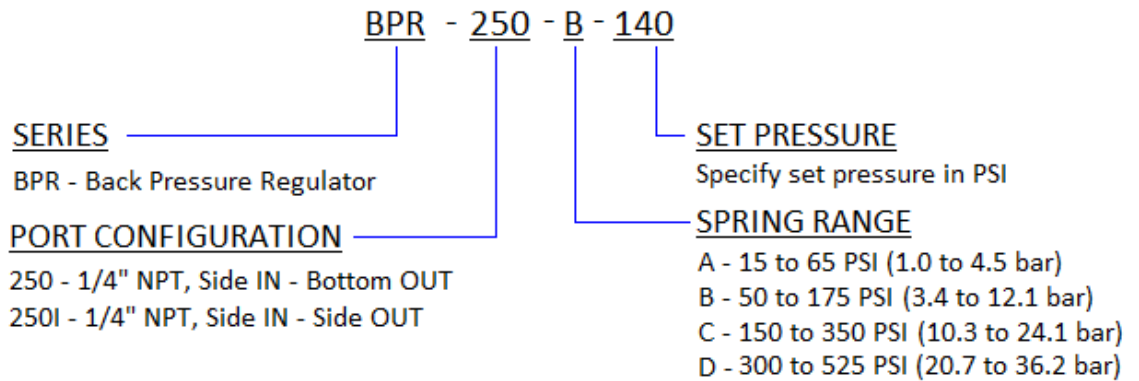 BPR - 250 - B - 140
SERIES
BPR - Back Pressure Regulator
PORT CONFIGURATION
250 - 1/4" NPT, Side IN - Bottom OUT
250I - 1/4" NPT, Side IN - Side OUT
SET PRESSURE
Specify set pressure in PSI
SPRING RANGE
A - 15 to 65 PSI (1.0 to 4.5 bar)
B - 50 to 175 PSI (3.4 to 12.1 bar)
C - 150 to 350 PSI (10.3 to 24.1 bar)
D - 300 to 525 PSI (20.7 to 36.2 bar)